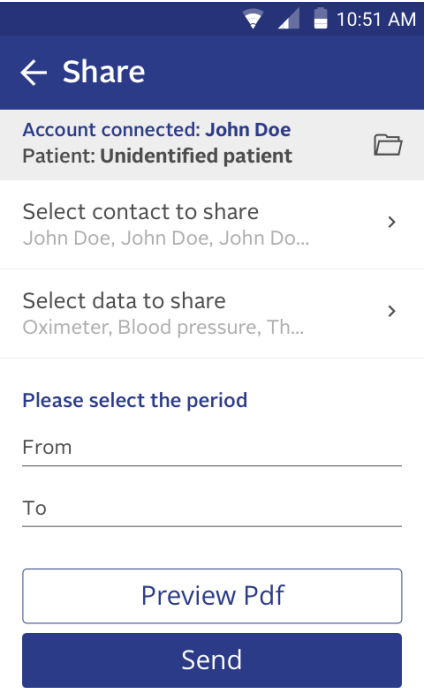 10:51 AM
Share
Account connected: John Doe
Patient: Unidentified patient
Select contact to share
John Doe, John Doe, John Do...
Select data to share
Oximeter, Blood pressure, Th...
Please select the period
From
To
Preview Pdf
Send